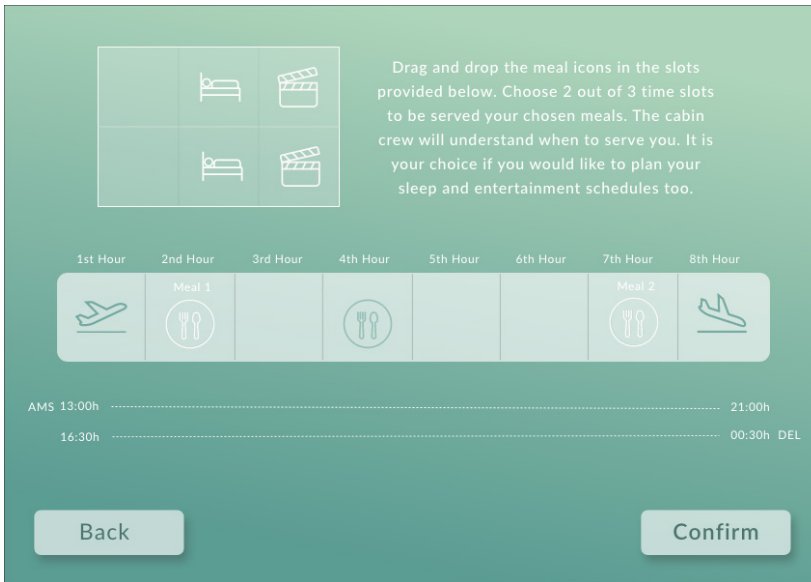 Drag and drop the meal icons in the slots
provided below. Choose 2 out of 3 time slots
to be served your chosen meals. The cabin
crew will understand when to serve you. It is
your choice if you would like to plan your
sleep and entertainment schedules too.
1st Hour 2nd Hour 3rd Hour 4th Hour 5th Hour 6th Hour 7th Hour 8th Hour
Meal 1 Meal 2
AMS 13:00h 21:00h
16:30h 00:30h DEL
Back Confirm